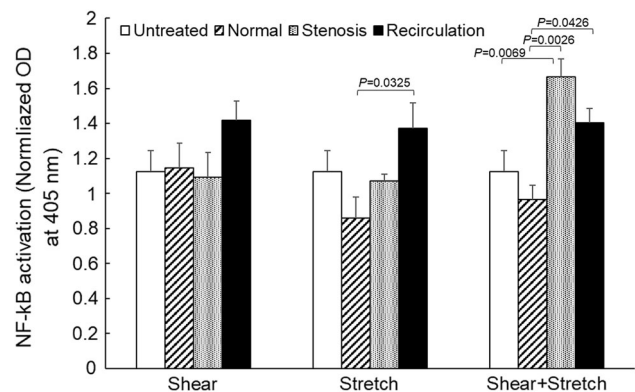 Untreated Normal Stenosis Recirculation
P=0.0426
P=0.0026
P=0.0069
P=0.0325
NF-kB activation (Normliazed OD
at 405 nm)
2
1.8
1.6
1.4
1.2
1
0.8
0.6
0.4
0.2
0
Shear Stretch Shear+Stretch